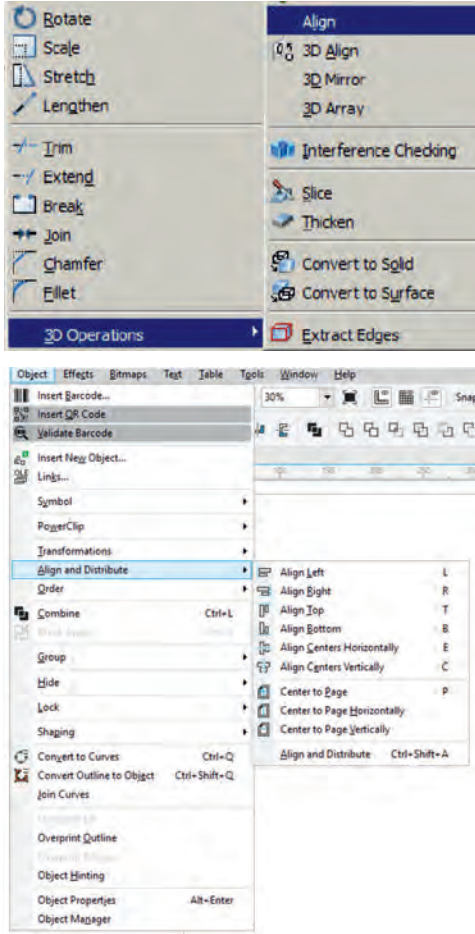 Rotate
Scale
Stretch
Lengthen
Trim
Extend
Break
Join
Chamfer
Fillet
3D Operations
Align
3D Align
3D Mirror
3D Array
Interference Checking
Slice
Thicken
Convert to Solid
Convert to Surface
Extract Edges
Object Effects Bitmaps Text Table Tools Window Help
Insert Barcode...
Insert QR Code
Validate Barcode
Insert New Object...
Links...
Symbol
PowerClip
Transformations
Align and Distribute
Order
Combine Ctrl+L
Group
Hide
Lock
Shaping
Convert to Curves Ctrl+Q
Convert Outline to Object Ctrl+Shift+Q
Join Curves
Overprint Outline
Object Hinting
Object Properties Alt+Enter
Object Manager
30% Snap
Align Left L
Align Right R
Align Top T
Align Bottom B
Align Centers Horizontally E
Align Centers Vertically C
Center to Page P
Center to Page Horizontally
Center to Page Vertically
Align and Distribute Ctrl+Shift+A